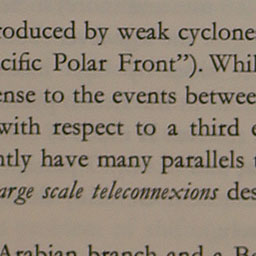 roduced by weak cyclone
cific Polar Front”). Whil
ense to the events betwee
with respect to a third e
ntly have many parallels t
arge scale teleconnexions des
Arabian branch and a Be